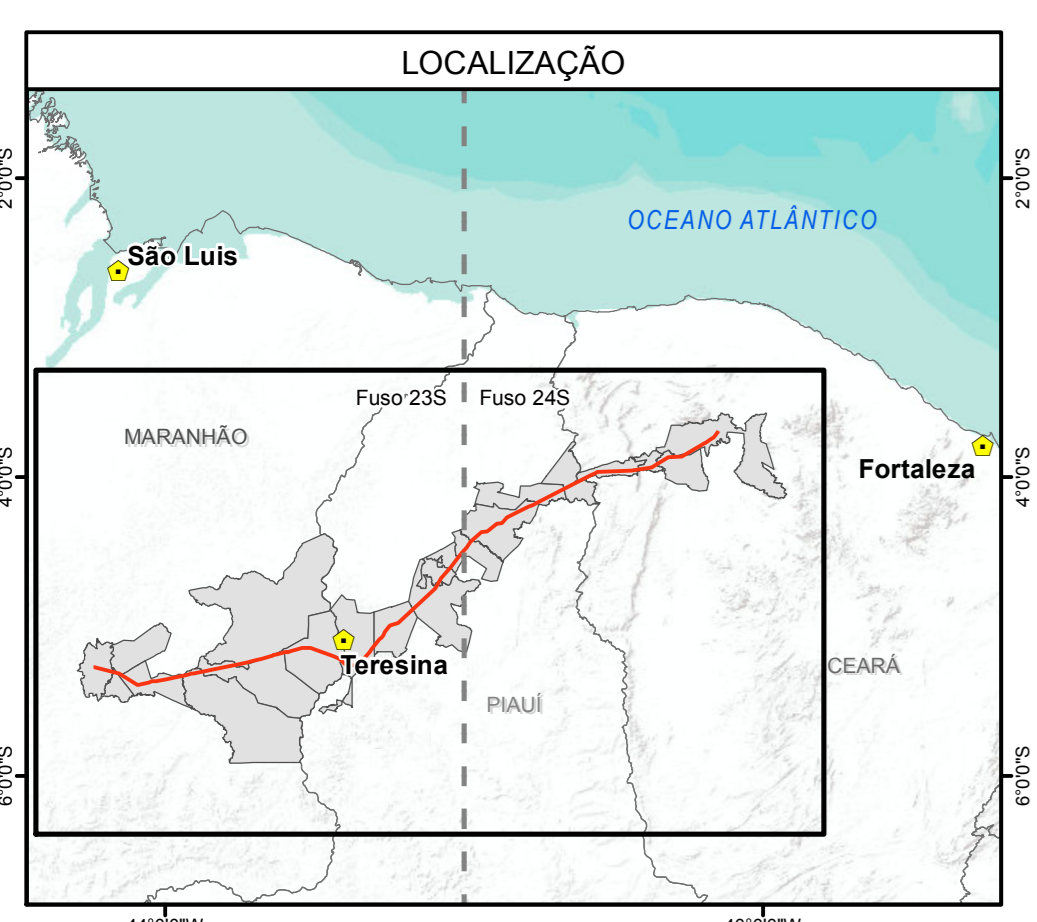 LOCALIZAÇÃO
2°0'0"S
2°0'0"S
OCEANO ATLÂNTICO
São Luis
Fuso 23S
Fuso 24S
MARANHÃO
Fortaleza
4°0'0"S
4°0'0"S
Teresina
CEARÁ
PIAUÍ
6°0'0"S
6°0'0"S